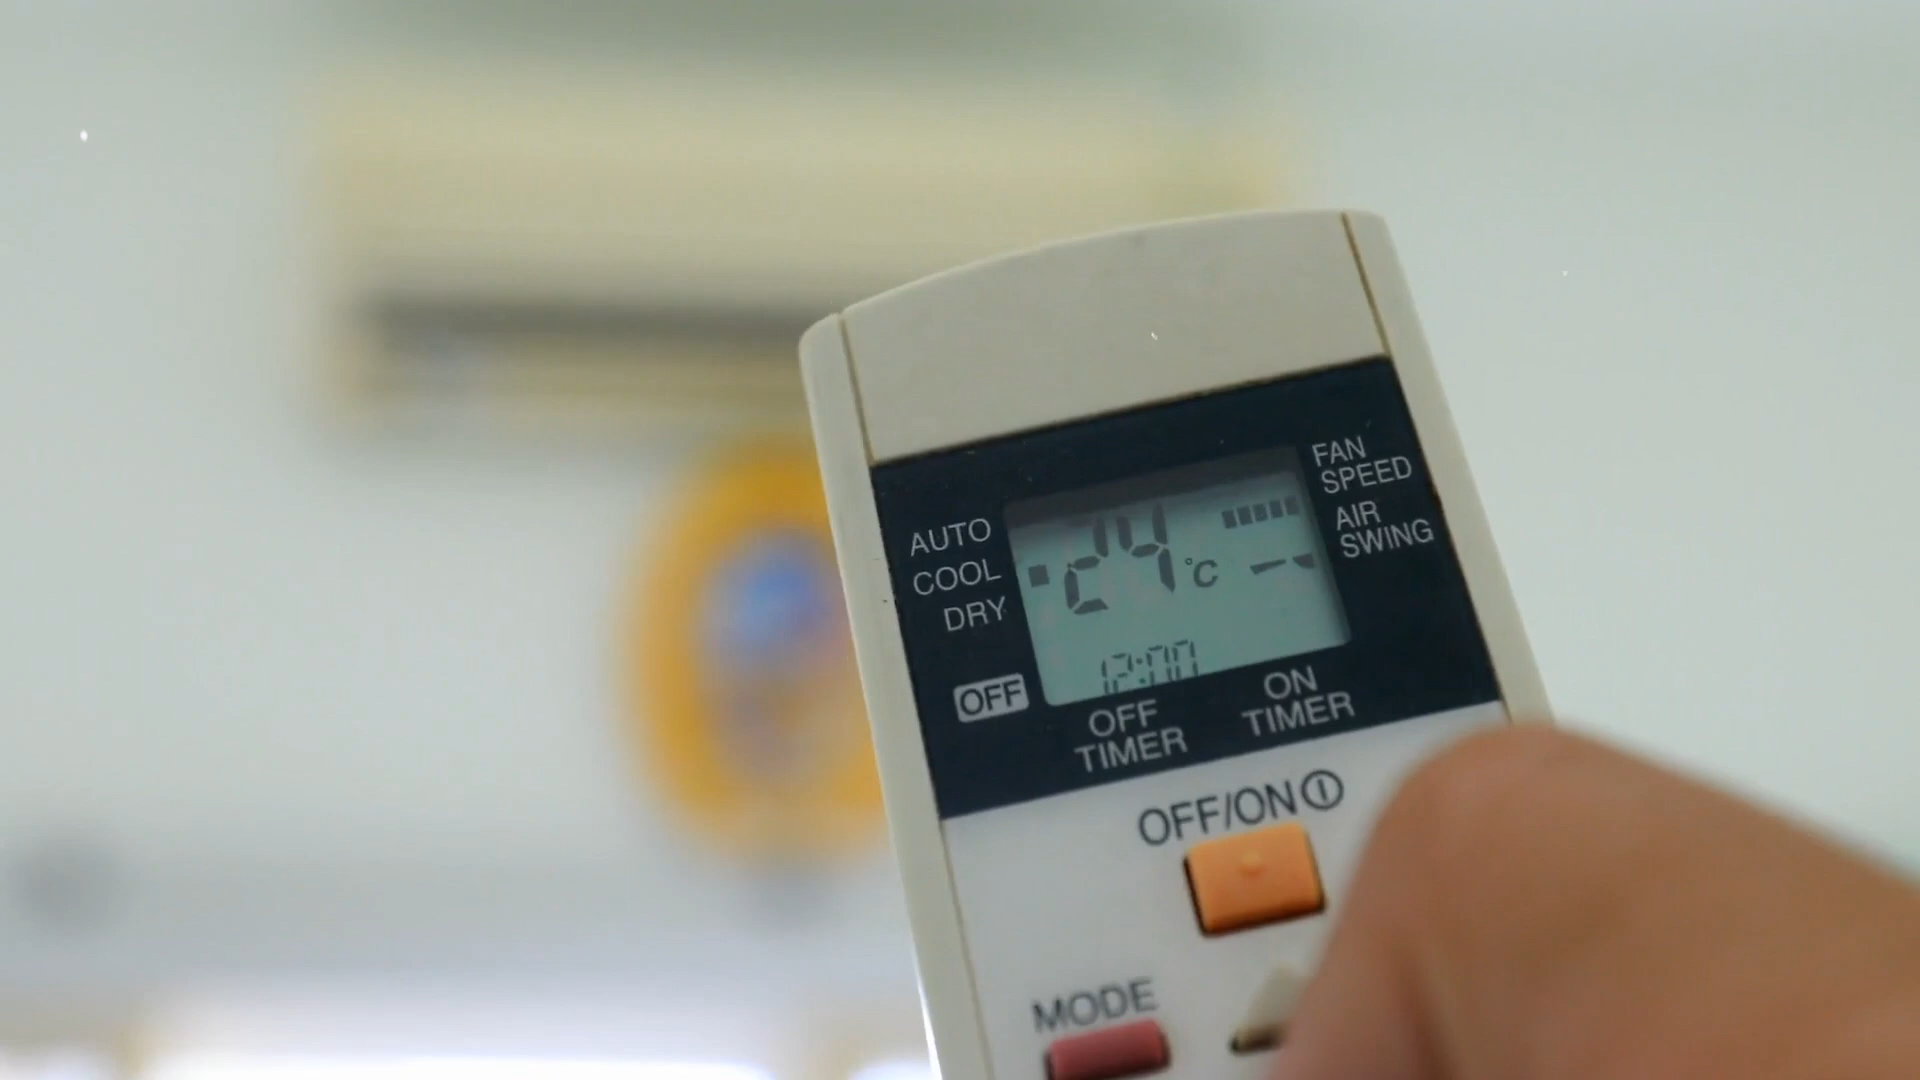 FAN
SPEED
AIR
SWING
AUTO
COOL
DRY
24°C
12:00
OFF
OFF
TIMER
ON
TIMER
OFF/ON
MODE